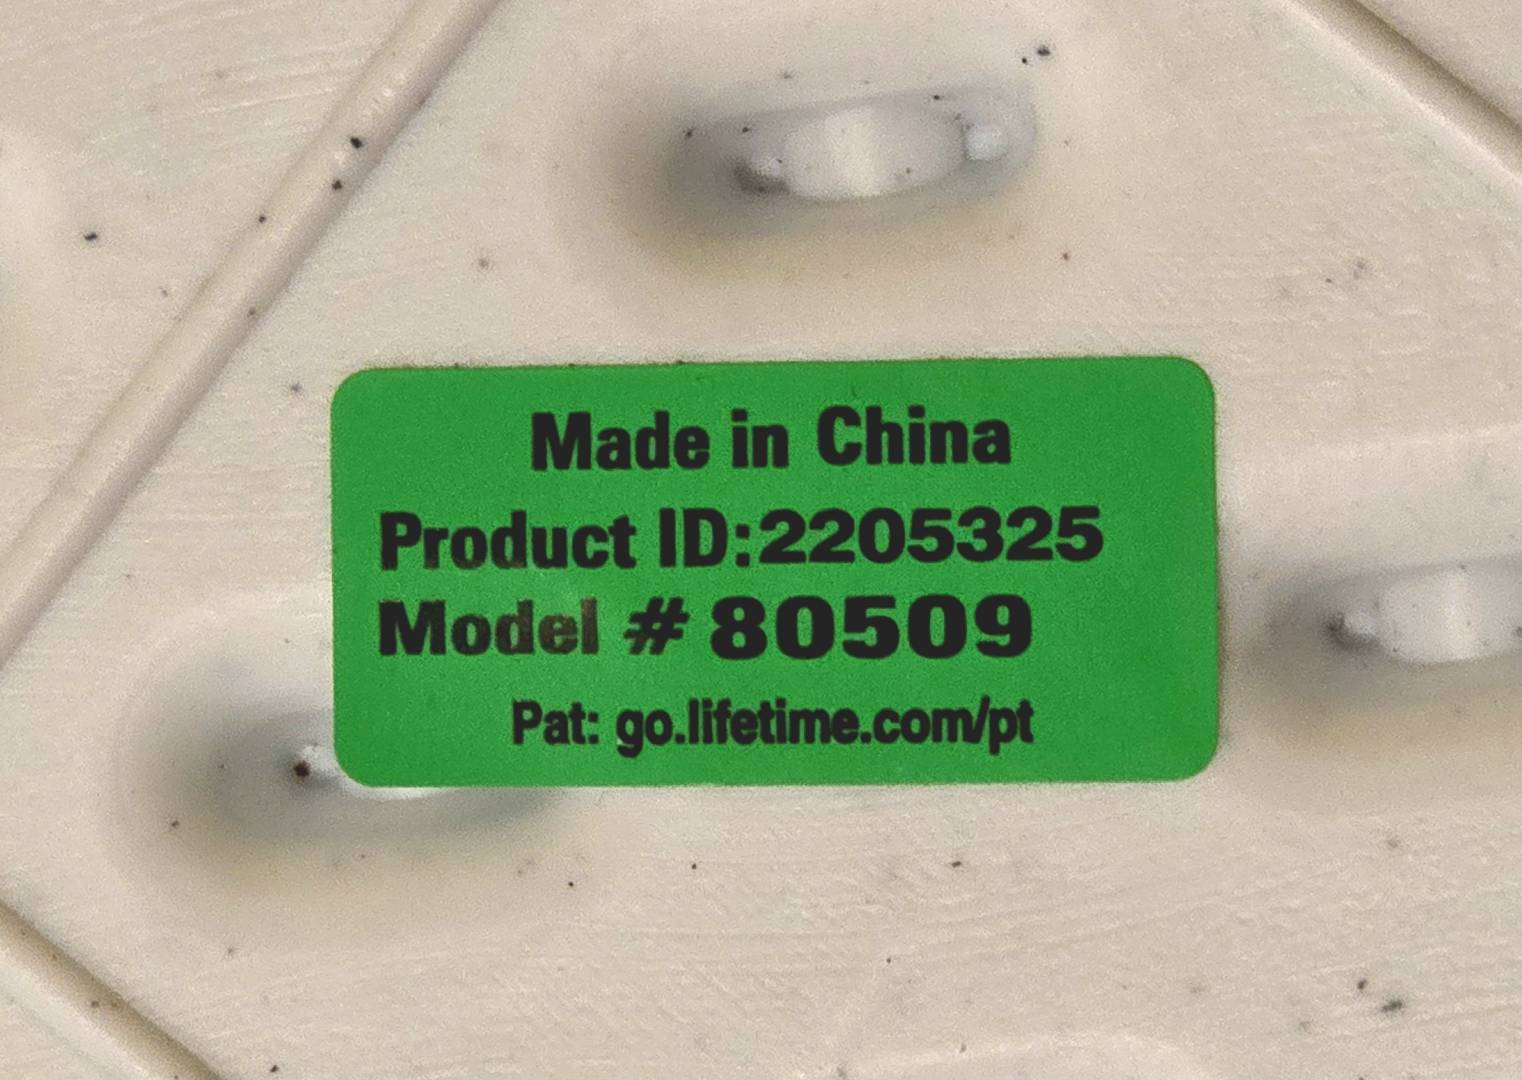 Made in China
Product ID:2205325
Model # 80509
Pat: go.lifetime.com/pt